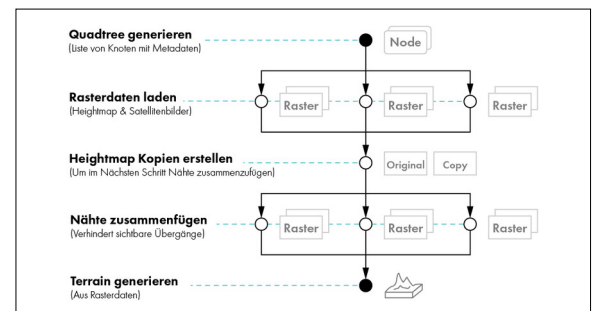 Quadtree generieren
(Liste von Knoten mit Metadaten)
Node
Rasterdaten laden
(Heightmap & Satellitenbilder)
Raster
Raster
Raster
Heightmap Kopien erstellen
(Um im Nächsten Schritt Nähte zusammenzufügen)
Original
Copy
Nähte zusammenfügen
(Verhindert sichtbare Übergänge)
Raster
Raster
Raster
Terrain generieren
(Aus Rasterdaten)